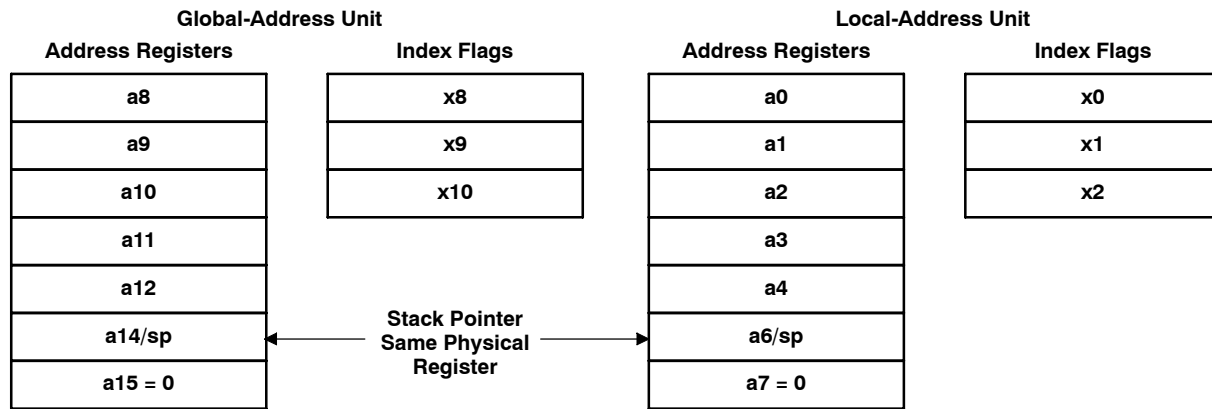 Global-Address Unit
Local-Address Unit
Address Registers
Index Flags
Address Registers
Index Flags
a8
x8
a0
x0
a9
x9
a1
x1
a10
x10
a2
x2
a11
a3
a12
a4
a14/sp
Stack Pointer
Same Physical
Register
a6/sp
a15 = 0
a7 = 0